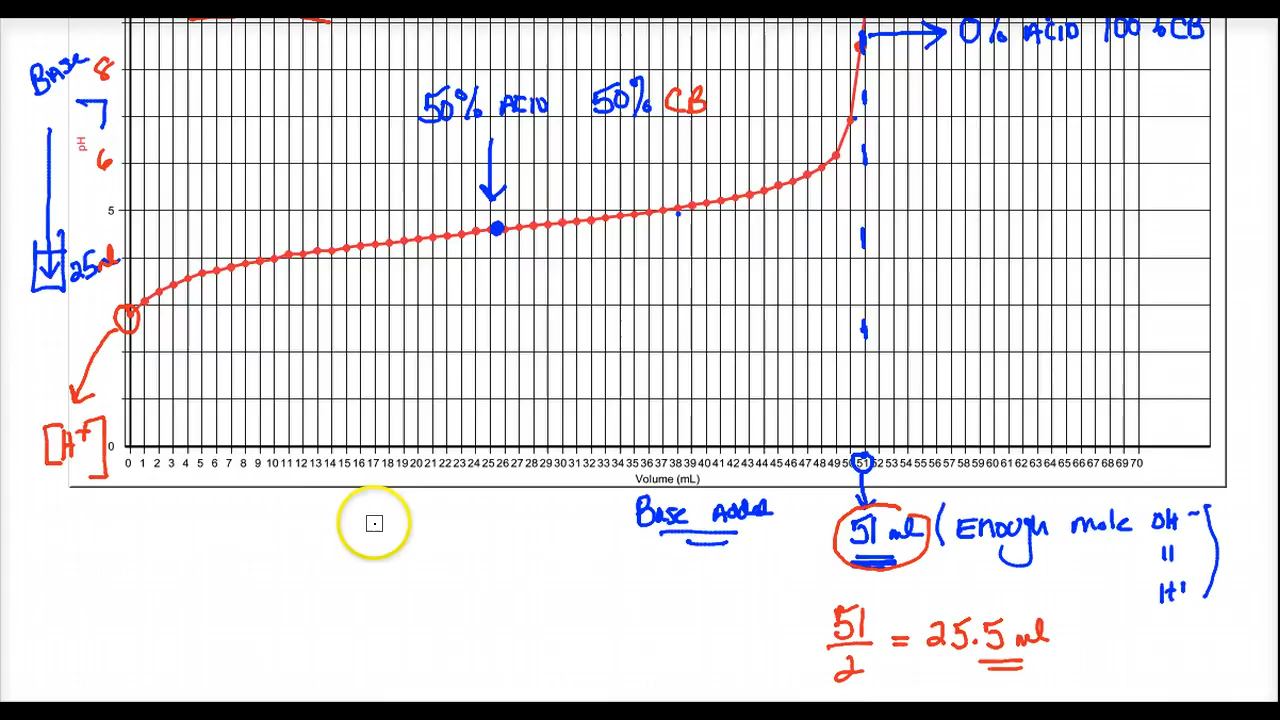 0% ACID 100%CB
BASE
8
50% ACID 50% CB
7
pH
6
5
25ml
[H+]
0
0 1 2 3 4 5 6 7 8 9 10 11 12 13 14 15 16 17 18 19 20 21 22 23 24 25 26 27 28 29 30 31 32 33 34 35 36 37 38 39 40 41 42 43 44 45 46 47 48 49 50 51 52 53 54 55 56 57 58 59 60 61 62 63 64 65 66 67 68 69 70
Volume (mL)
Base Added
51 ml (Enough mole OH-
"
H+)
51/2 = 25.5 ml